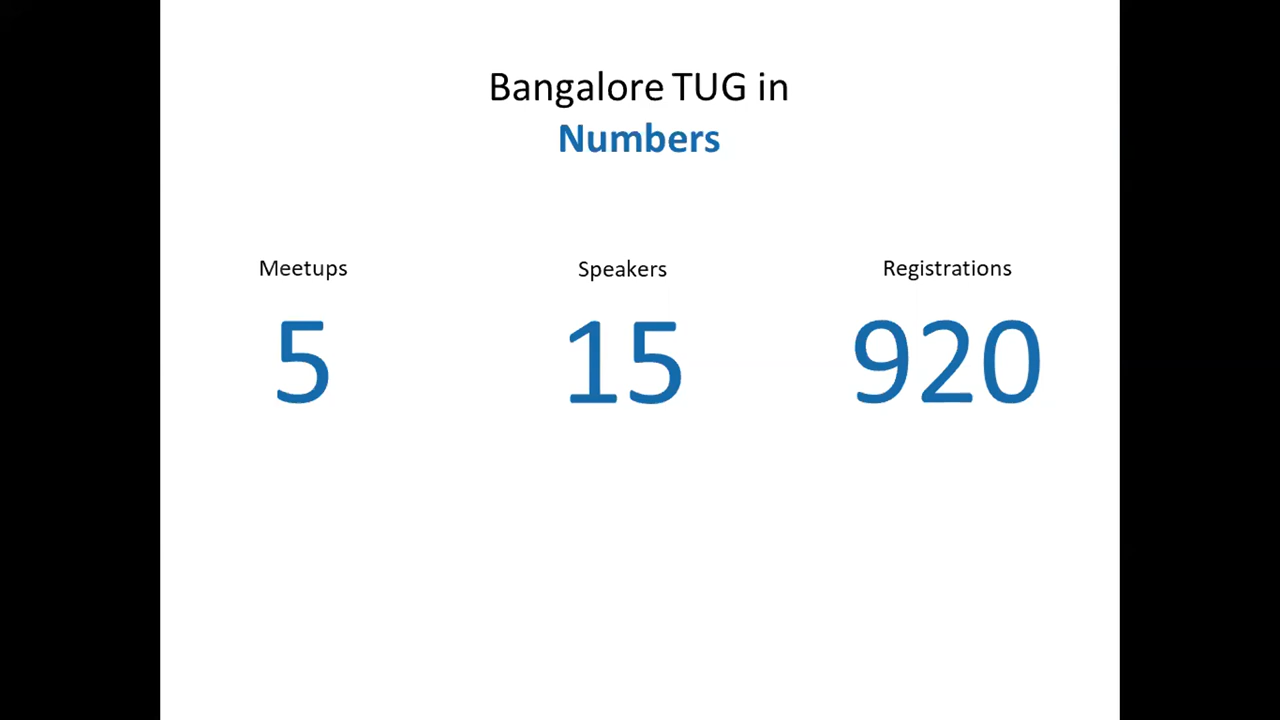 Bangalore TUG in
Numbers
Meetups
Speakers
Registrations
5
15
920